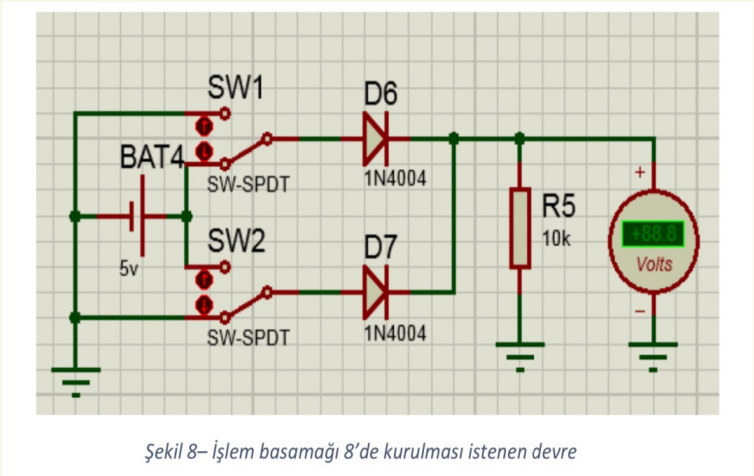 SW1
D6
BAT4
SW-SPDT
1N4004
SW2
D7
R5
10k
+88.8
Volts
5v
SW-SPDT
1N4004
+
−
Şekil 8– İşlem basamağı 8’de kurulması istenen devre